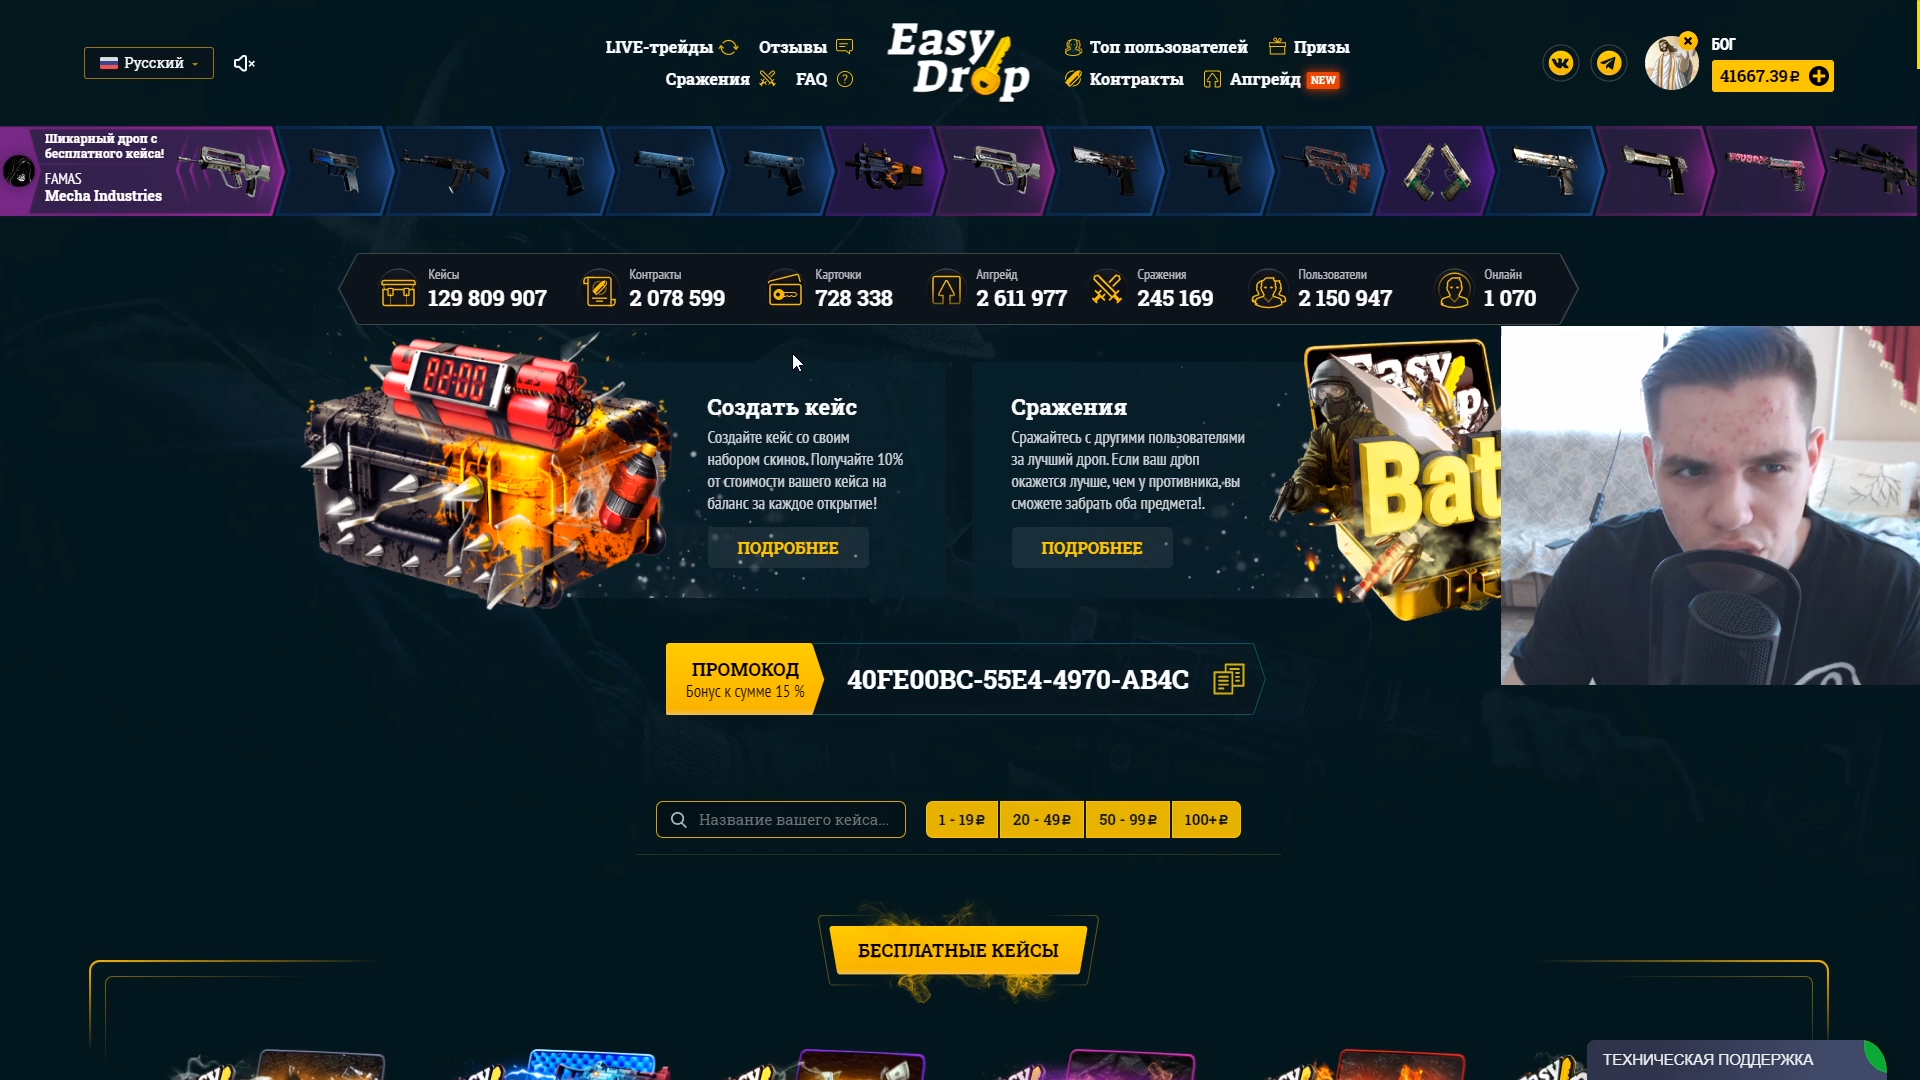 Русский
LIVE-трейды
Отзывы
Сражения
FAQ
Easy
Drop
Топ пользователей
Призы
Контракты
Апгрейд
NEW
БОГ
41667.39₽
Шикарный дроп с
бесплатного кейса!
FAMAS
Mecha Industries
Кейсы
129 809 907
Контракты
2 078 599
Карточки
728 338
Апгрейд
2 611 977
Сражения
245 169
Пользователи
2 150 947
Онлайн
1 070
00:00
Создать кейс
Создайте кейс со своим
набором скинов. Получайте 10%
от стоимости вашего кейса на
баланс за каждое открытие!
ПОДРОБНЕЕ
Сражения
Сражайтесь с другими пользователями
за лучший дроп. Если ваш дроп
окажется лучше, чем у противника, вы
сможете забрать оба предмета!.
ПОДРОБНЕЕ
Easy
Bat
ПРОМОКОД
Бонус к сумме 15 %
40FE00BC-55E4-4970-AB4C
Название вашего кейса...
1 - 19₽
20 - 49₽
50 - 99₽
100+₽
БЕСПЛАТНЫЕ КЕЙСЫ
ТЕХНИЧЕСКАЯ ПОДДЕРЖКА